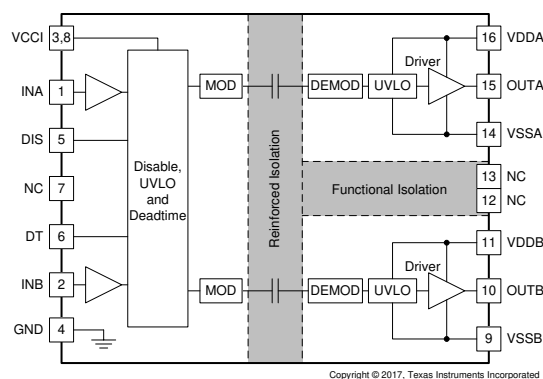 VCCI 3,8
INA 1
DIS 5
NC 7
DT 6
INB 2
GND 4
Disable,
UVLO
and
Deadtime
MOD
MOD
Reinforced Isolation
Functional Isolation
DEMOD UVLO Driver
DEMOD UVLO Driver
16 VDDA
15 OUTA
14 VSSA
13 NC
12 NC
11 VDDB
10 OUTB
9 VSSB
Copyright © 2017, Texas Instruments Incorporated